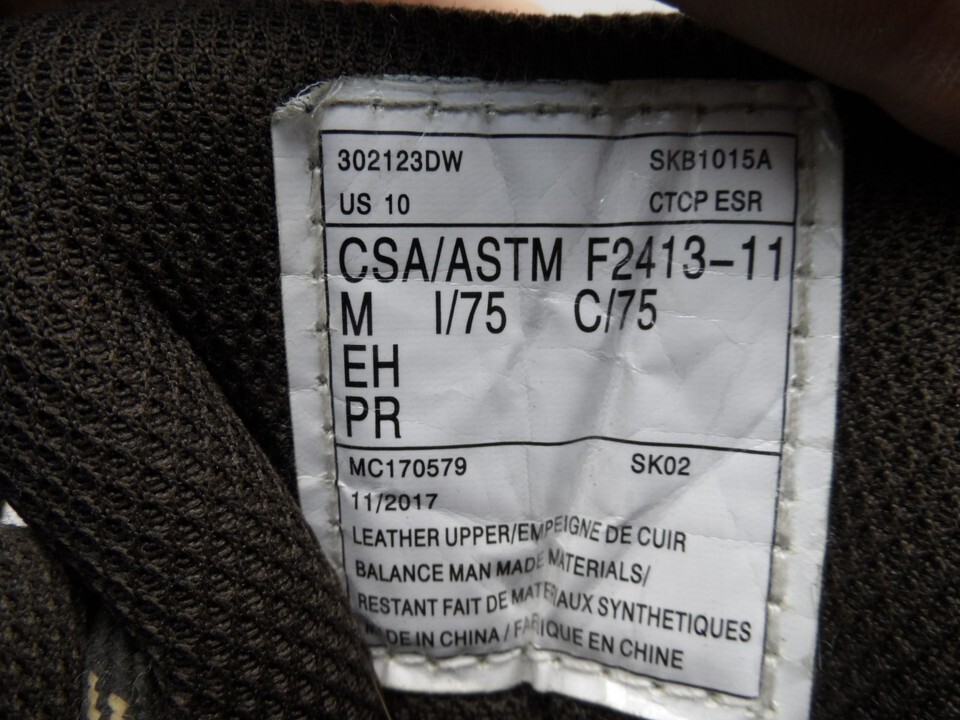 302123DW SKB1015A
US 10 CTCP ESR
CSA/ASTM F2413-11
M I/75 C/75
EH
PR
MC170579 SK02
11/2017
LEATHER UPPER/EMPEIGNE DE CUIR
BALANCE MAN MADE MATERIALS/
RESTANT FAIT DE MATERIAUX SYNTHETIQUES
MADE IN CHINA / FABRIQUE EN CHINE